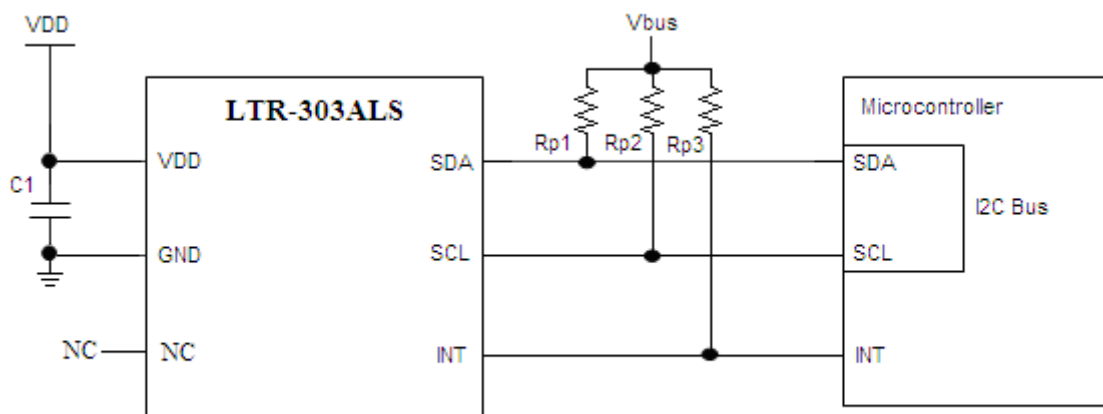 VDD
Vbus
LTR-303ALS
Microcontroller
Rp1
Rp2
Rp3
VDD
SDA
SDA
C1
I2C Bus
GND
SCL
SCL
NC
NC
INT
INT